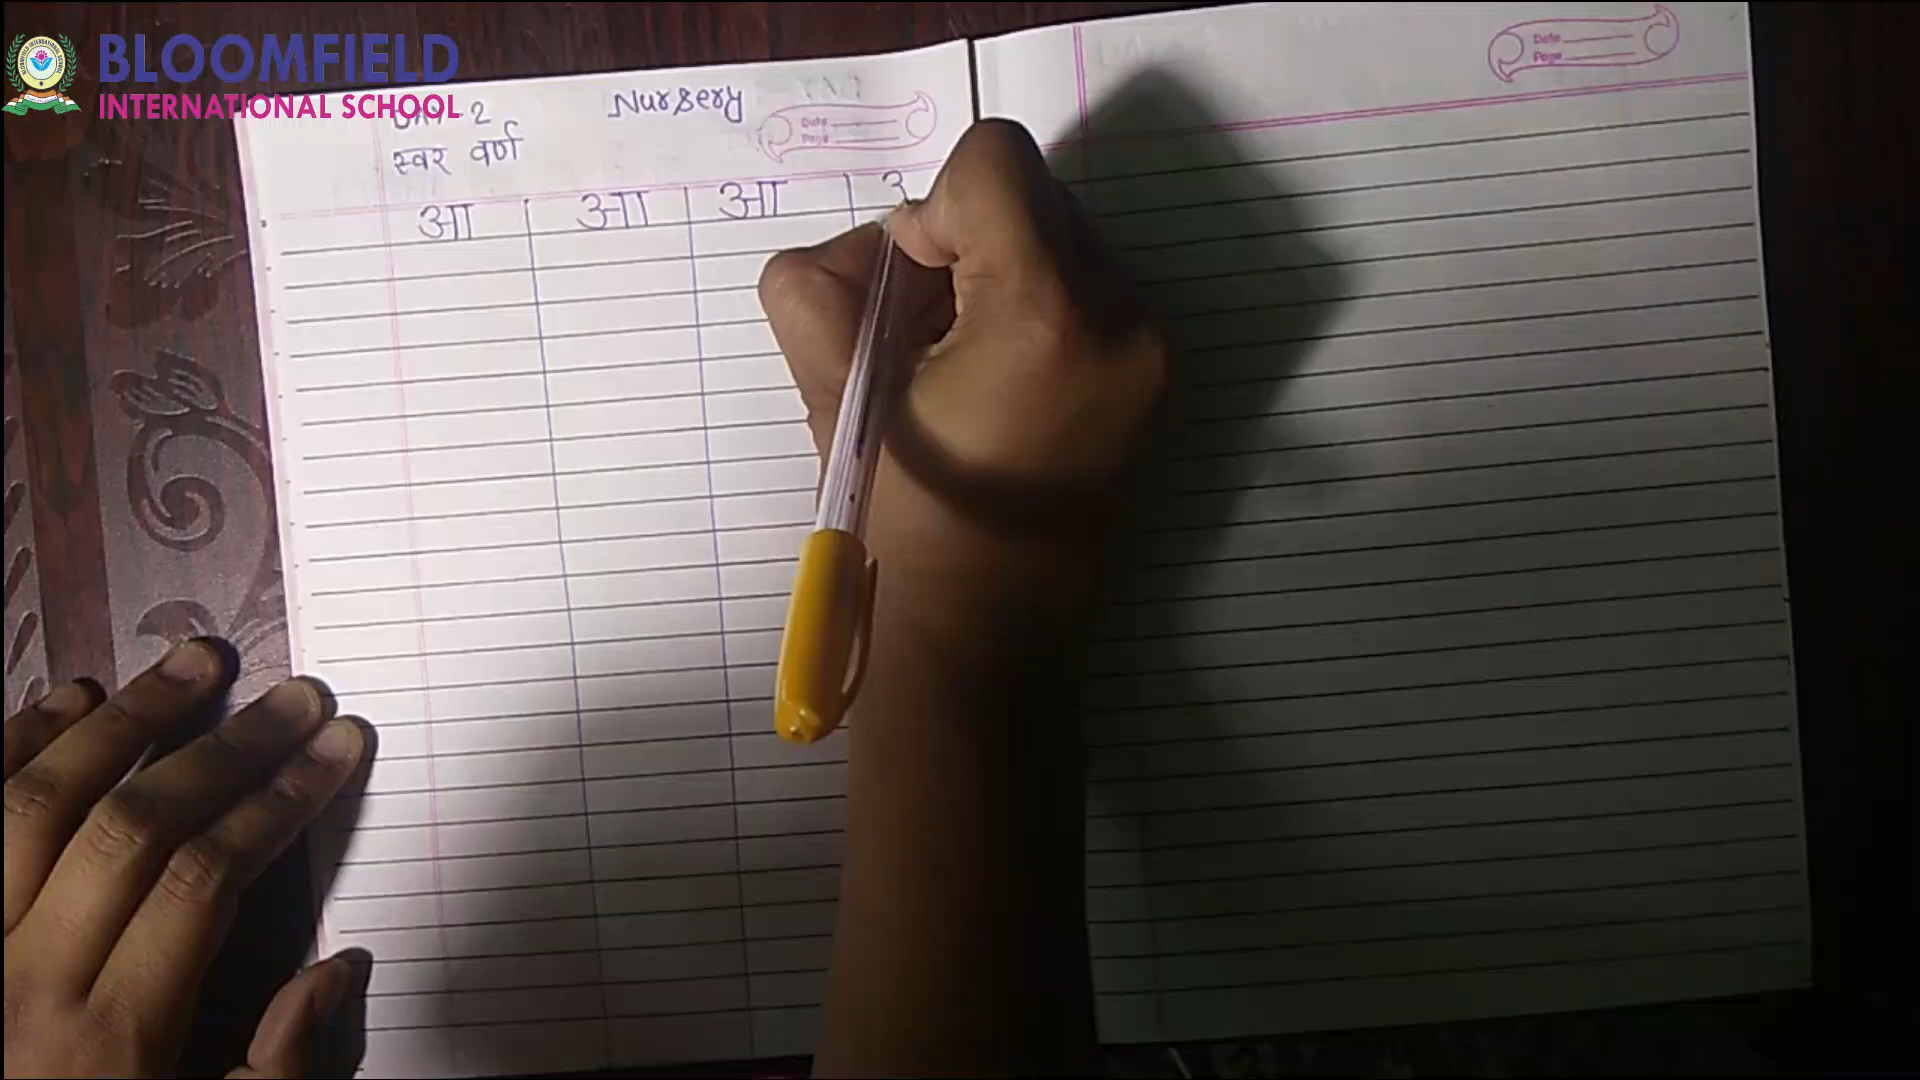 BLOOMFIELD
INTERNATIONAL SCHOOL
2 Nursery
स्वर वर्ण
Date
Page
आ आ आ
Date
Page